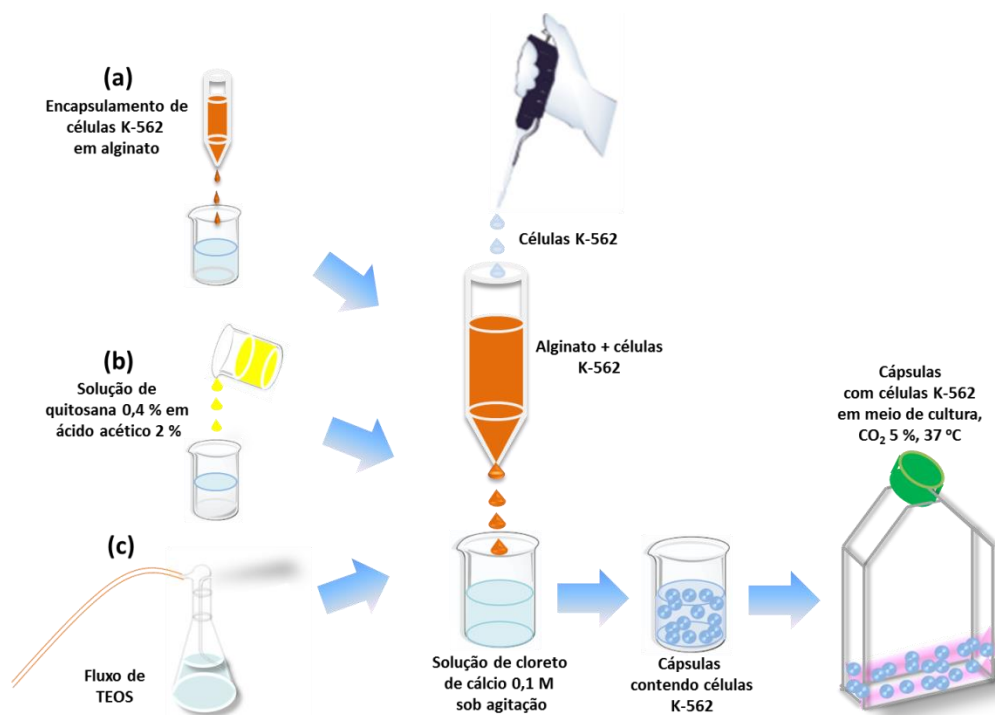 (a)
Encapsulamento de
células K-562
em alginato
(b)
Solução de
quitosana 0,4 % em
ácido acético 2 %
(c)
Fluxo de
TEOS
Células K-562
Alginato + células
K-562
Solução de cloreto
de cálcio 0,1 M
sob agitação
Cápsulas
contendo células
K-562
Cápsulas
com células K-562
em meio de cultura,
CO₂ 5 %, 37 ºC